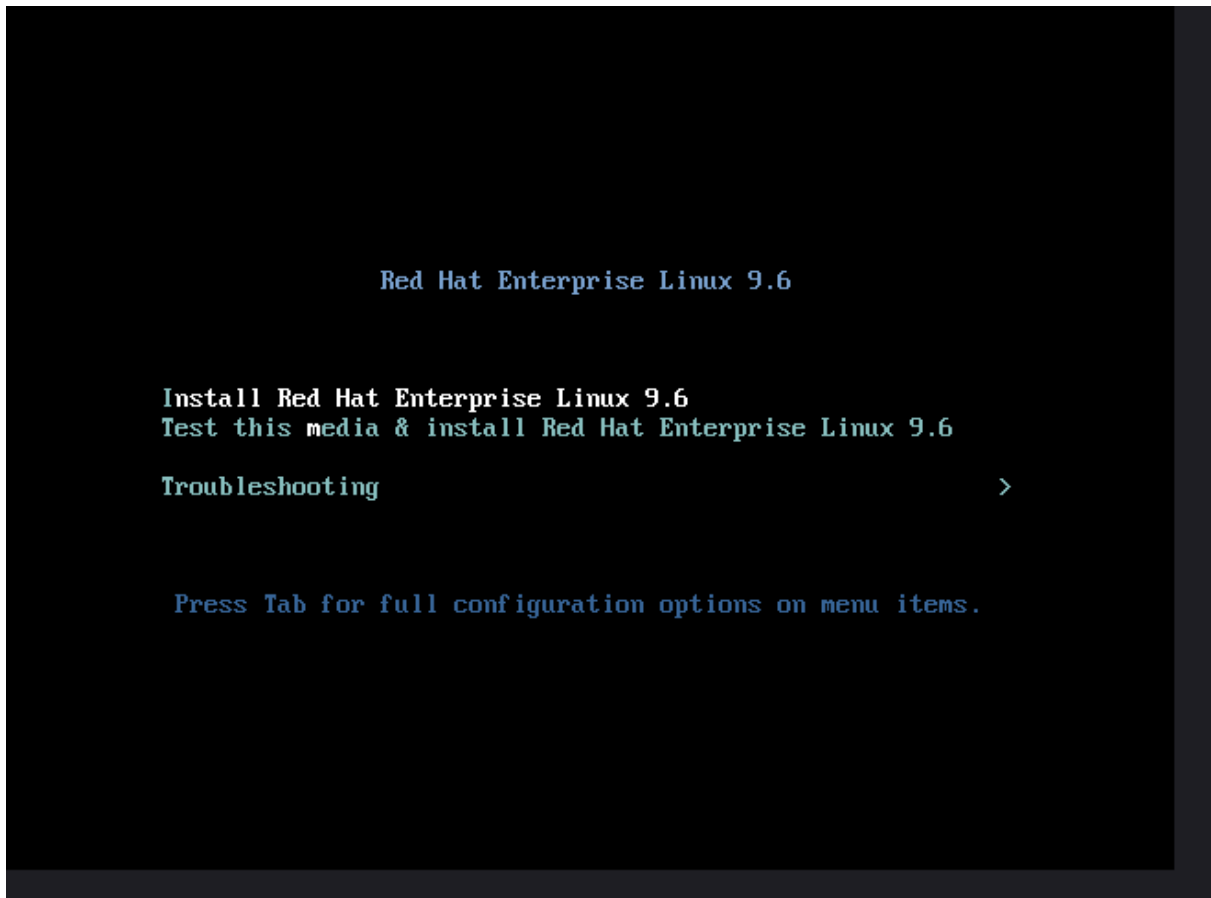 Red Hat Enterprise Linux 9.6
Install Red Hat Enterprise Linux 9.6
Test this media & install Red Hat Enterprise Linux 9.6
Troubleshooting >
Press Tab for full configuration options on menu items.